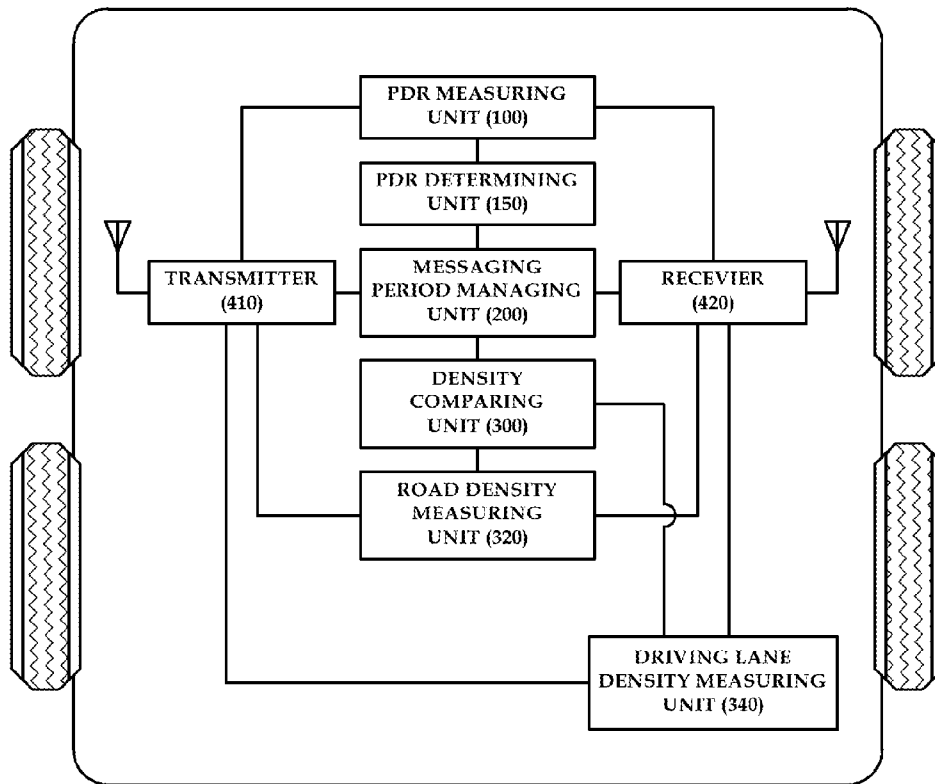 PDR MEASURING
UNIT (100)
PDR DETERMINING
UNIT (150)
TRANSMITTER
(410)
MESSAGING
PERIOD MANAGING
UNIT (200)
RECEVIER
(420)
DENSITY
COMPARING
UNIT (300)
ROAD DENSITY
MEASURING
UNIT (320)
DRIVING LANE
DENSITY MEASURING
UNIT (340)